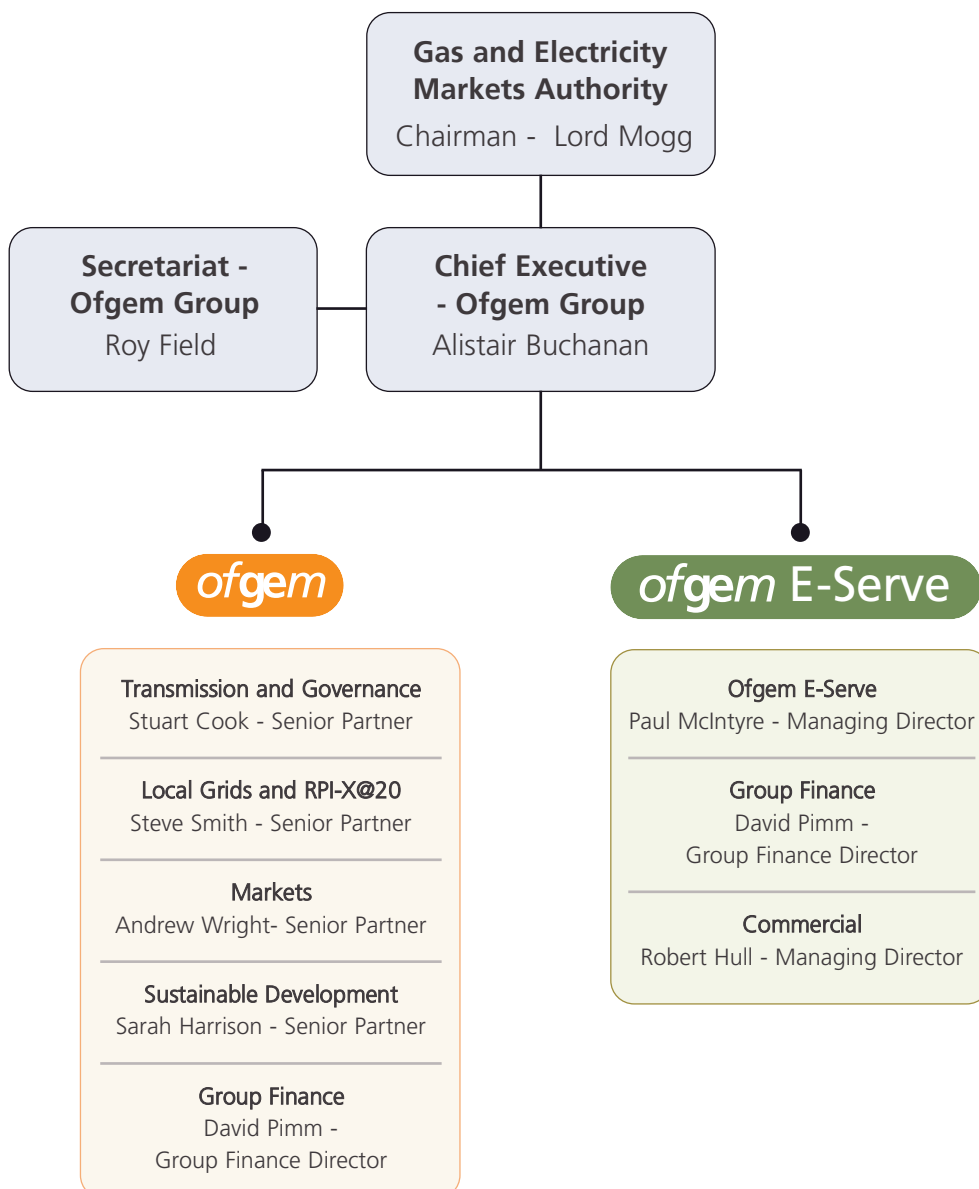 Gas and Electricity
Markets Authority
Chairman - Lord Mogg
Secretariat -
Ofgem Group
Roy Field
Chief Executive
- Ofgem Group
Alistair Buchanan
ofgem
Transmission and Governance
Stuart Cook - Senior Partner
Local Grids and RPI-X@20
Steve Smith - Senior Partner
Markets
Andrew Wright- Senior Partner
Sustainable Development
Sarah Harrison - Senior Partner
Group Finance
David Pimm -
Group Finance Director
ofgem E-Serve
Ofgem E-Serve
Paul McIntyre - Managing Director
Group Finance
David Pimm -
Group Finance Director
Commercial
Robert Hull - Managing Director